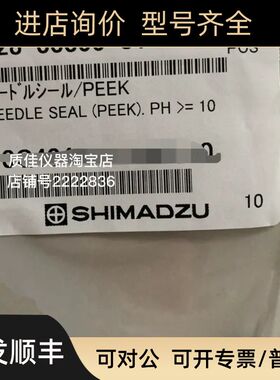 进店询价 型号齐全
PCS
ードルシール/PEEK
EEDLE SEAL (PEEK). PH >= 10
质佳仪器淘宝店
店铺号2222836
SHIMADZU
10
发顺丰
可对公 可开专票/普